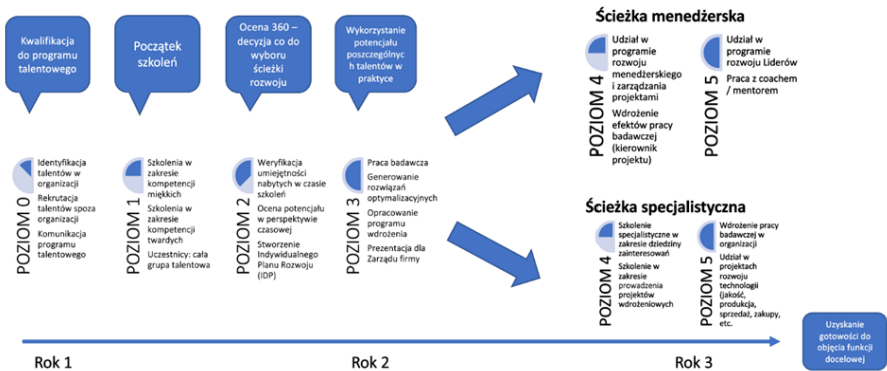 Kwalifikacja
do programu
talentowego
Początek
szkoleń
Ocena 360 –
decyzja co do
wyboru
ścieżki
rozwoju
Wykorzystanie
potencjału
poszczególnyc
h talentów w
praktyce
POZIOM 0
Identyfikacja
talentów w
organizacji
Rekrutacja
talentów spoza
organizacji
Komunikacja
programu
talentowego
POZIOM 1
Szkolenia w
zakresie
kompetencji
miękkich
Szkolenia w
zakresie
kompetencji
twardych
Uczestnicy: cała
grupa talentowa
POZIOM 2
Weryfikacja
umiejętności
nabytych w czasie
szkoleń
Ocena potencjału
w perspektywie
czasowej
Stworzenie
Indywidualnego
Planu Rozwoju
(IDP)
POZIOM 3
Praca badawcza
Generowanie
rozwiązań
optymalizacyjnych
Opracowanie
programu
wdrożenia
Prezentacja dla
Zarządu firmy
Ścieżka menedżerska
POZIOM 4
Udział w
programie
rozwoju
menedżerskiego
i zarządzania
projektami
Wdrożenie
efektów pracy
badawczej
(kierownik
projektu)
POZIOM 5
Udział w
programie
rozwoju Liderów
Praca z coachem
/ mentorem
Ścieżka specjalistyczna
POZIOM 4
Szkolenie
specjalistyczne w
zakresie dziedziny
zainteresowań
Szkolenie w
zakresie
prowadzenia
projektów
wdrożeniowych
POZIOM 5
Wdrożenie pracy
badawczej w
organizacji
Udział w
projektach
rozwoju
technologii
(jakość,
produkcja,
sprzedaż, zakupy,
etc.
Rok 1
Rok 2
Rok 3
Uzyskanie
gotowości do
objęcia funkcji
docelowej